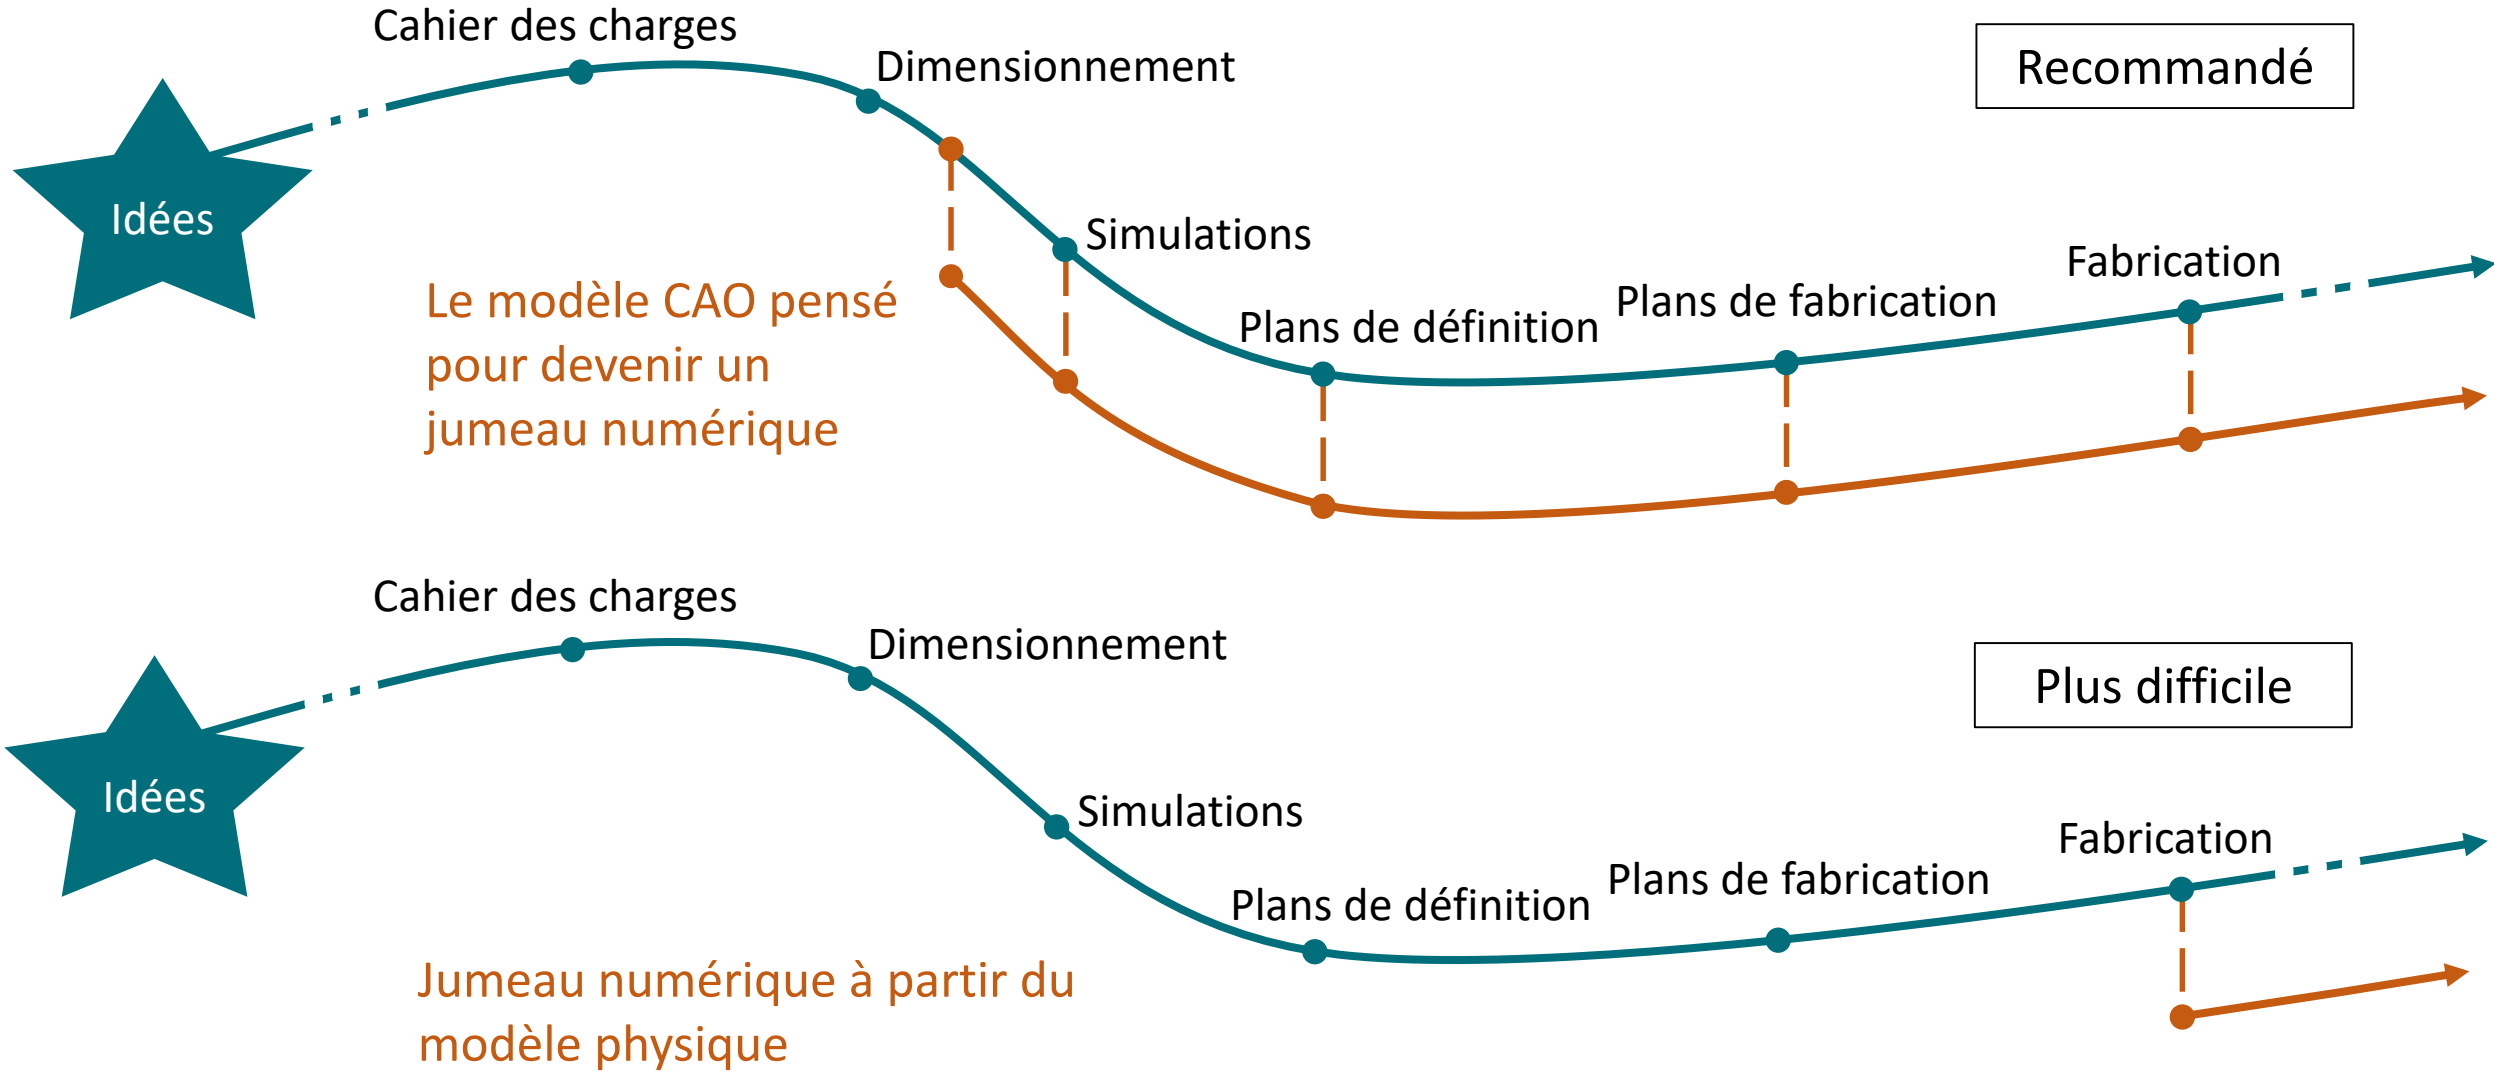 Cahier des charges
Dimensionnement
Recommandé
Idées
Simulations
Fabrication
Plans de fabrication
Plans de définition
Le modèle CAO pensé
pour devenir un
jumeau numérique
Cahier des charges
Dimensionnement
Plus difficile
Idées
Simulations
Fabrication
Plans de fabrication
Plans de définition
Jumeau numérique à partir du
modèle physique